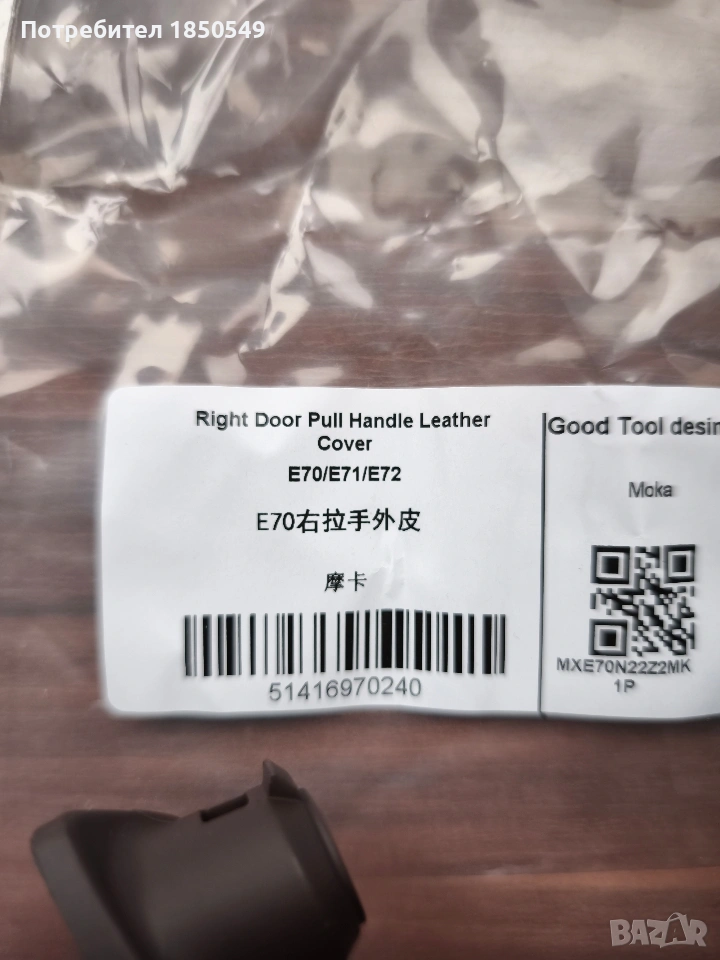 Потребител 1850549
Right Door Pull Handle Leather
Cover
E70/E71/E72
E70右拉手外皮
摩卡
51416970240
Good Tool desin
Moka
MXE70N22Z2MK
1P
BAZAR